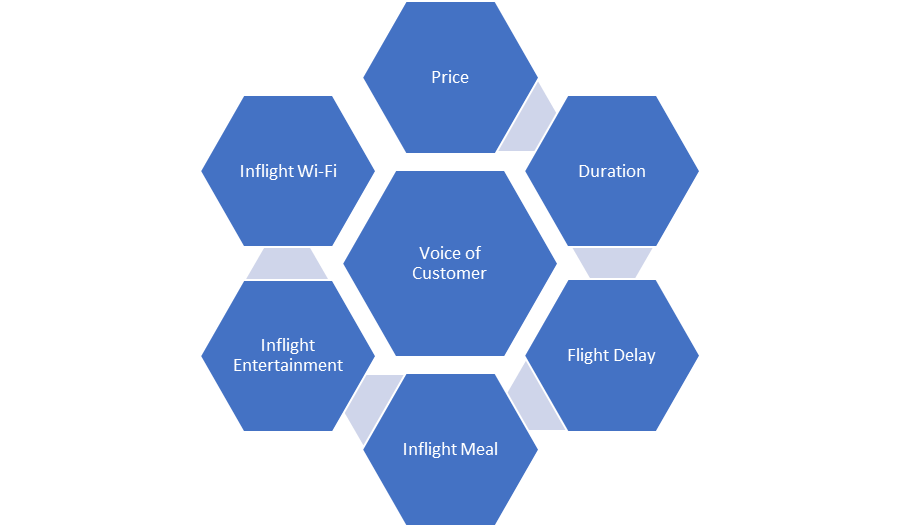 Price
Inflight Wi-Fi
Duration
Voice of
Customer
Inflight
Entertainment
Flight Delay
Inflight Meal